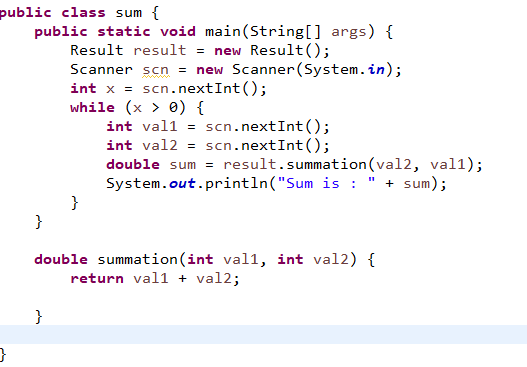 public class sum {
    public static void main(String[] args) {
        Result result = new Result();
        Scanner scn = new Scanner(System.in);
        int x = scn.nextInt();
        while (x > 0) {
            int val1 = scn.nextInt();
            int val2 = scn.nextInt();
            double sum = result.summation(val2, val1);
            System.out.println("Sum is : " + sum);
        }
    }

    double summation(int val1, int val2) {
        return val1 + val2;

    }

}